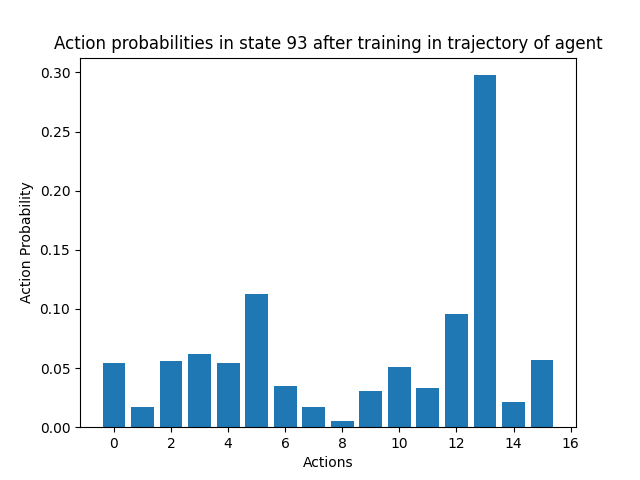 Action probabilities in state 93 after training in trajectory of agent
0.30
0.25
0.20
0.15
0.10
0.05
0.00
Action Probability
0 2 4 6 8 10 12 14 16
Actions